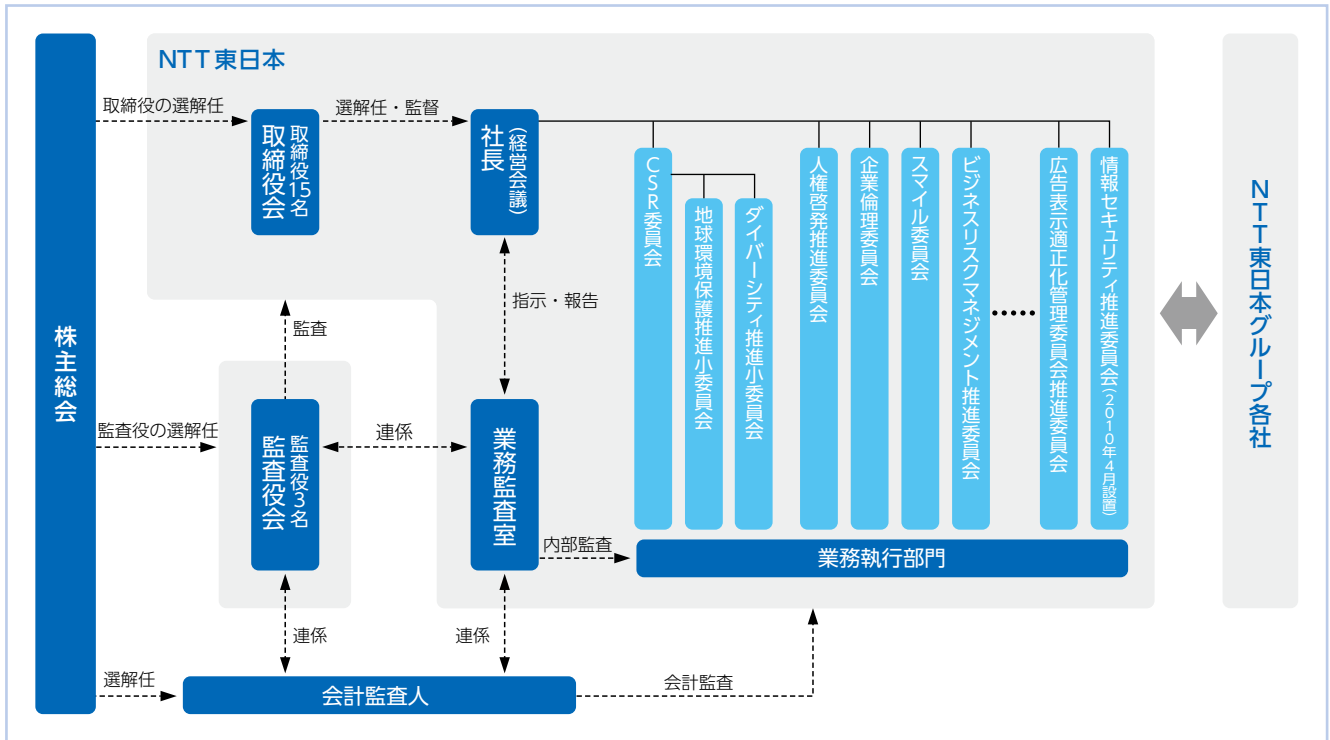 NTT東日本
株主総会
取締役の選解任
取締役会
取締役15名
選解任・監督
社長
(経営会議)
CSR委員会
地球環境保護推進小委員会
ダイバーシティ推進小委員会
人権啓発推進委員会
企業倫理委員会
スマイル委員会
ビジネスリスクマネジメント推進委員会
••••••
広告表示適正化管理委員会推進委員会
情報セキュリティ推進委員会(2010年4月設置)
NTT東日本グループ各社
指示・報告
監査
監査役の選解任
監査役会
監査役3名
連係
業務監査室
内部監査
業務執行部門
連係
連係
選解任
会計監査人
会計監査